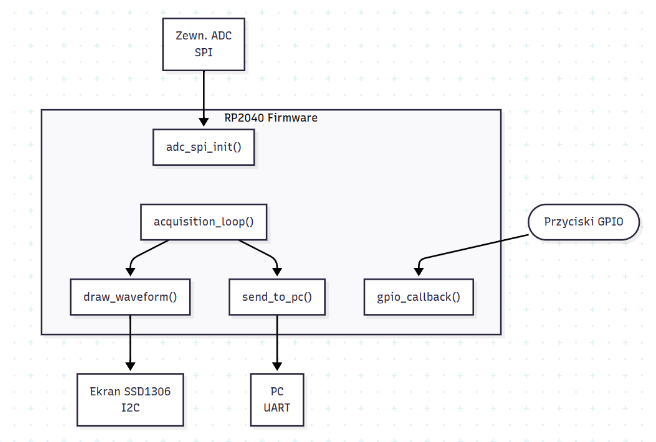 Zewn. ADC
SPI
RP2040 Firmware
adc_spi_init()
acquisition_loop()
Przyciski GPIO
draw_waveform()
send_to_pc()
gpio_callback()
Ekran SSD1306
I2C
PC
UART